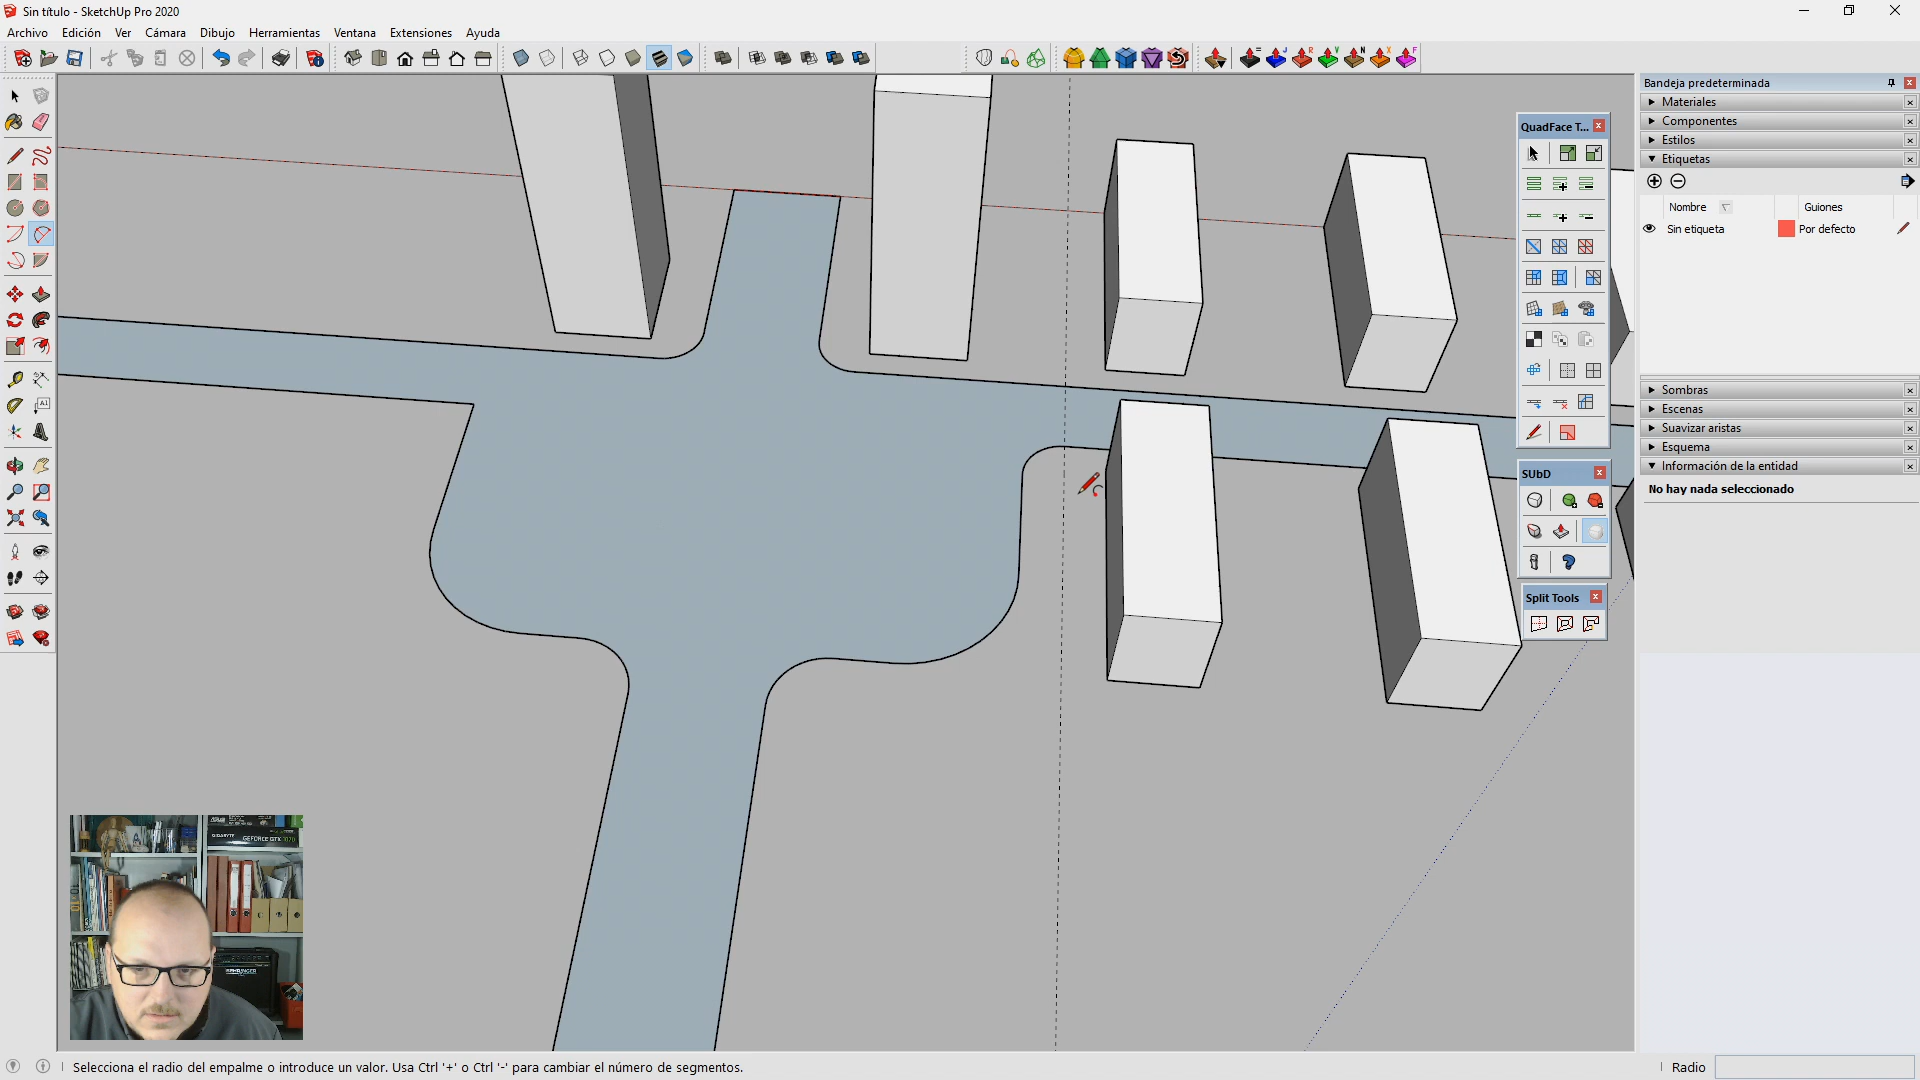 Sin título - SketchUp Pro 2020
Archivo Edición Ver Cámara Dibujo Herramientas Ventana Extensiones Ayuda
Bandeja predeterminada
Materiales
Componentes
Estilos
Etiquetas
Nombre Guiones
Sin etiqueta Por defecto
Sombras
Escenas
Suavizar aristas
Esquema
Información de la entidad
No hay nada seleccionado
QuadFace T...
SUbD
Split Tools
GEFORCE GTX
Selecciona el radio del empalme o introduce un valor. Usa Ctrl '+' o Ctrl '-' para cambiar el número de segmentos.
Radio